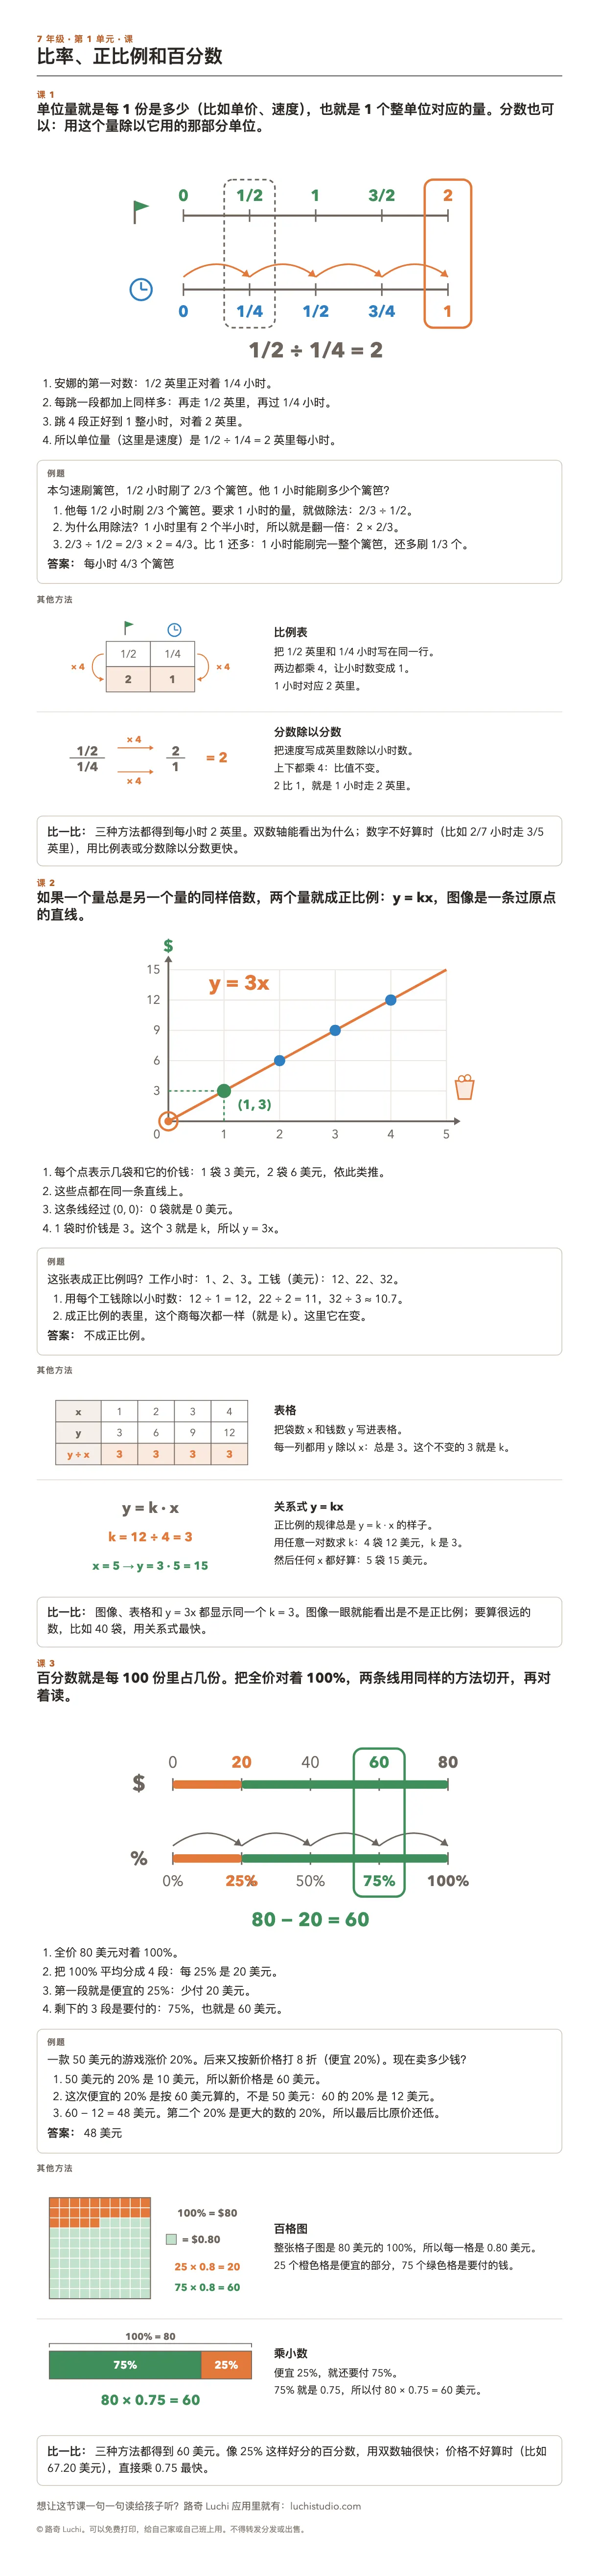 7 年级 · 第 1 单元 · 课
比率、正比例和百分数
课 1
单位量就是每 1 份是多少（比如单价、速度），也就是 1 个整单位对应的量。分数也可
以：用这个量除以它用的那部分单位。
0 1/2 1 3/2 2
0 1/4 1/2 3/4 1
1/2 ÷ 1/4 = 2
1. 安娜的第一对数：1/2 英里正对着 1/4 小时。
2. 每跳一段都加上同样多：再走 1/2 英里，再过 1/4 小时。
3. 跳 4 段正好到 1 整小时，对着 2 英里。
4. 所以单位量（这里是速度）是 1/2 ÷ 1/4 = 2 英里每小时。
例题
本匀速刷篱笆，1/2 小时刷了 2/3 个篱笆。他 1 小时能刷多少个篱笆？
1. 他每 1/2 小时刷 2/3 个篱笆。要求 1 小时的量，就做除法：2/3 ÷ 1/2。
2. 为什么用除法？1 小时里有 2 个半小时，所以就是翻一倍：2 × 2/3。
3. 2/3 ÷ 1/2 = 2/3 × 2 = 4/3。比 1 还多：1 小时能刷完一整个篱笆，还多刷 1/3 个。
答案： 每小时 4/3 个篱笆
其他方法
1/2 1/4
× 4 × 4
2 1
比例表
把 1/2 英里和 1/4 小时写在同一行。
两边都乘 4，让小时数变成 1。
1 小时对应 2 英里。
× 4
1/2 2
= 2
1/4 1
× 4
分数除以分数
把速度写成英里数除以小时数。
上下都乘 4：比值不变。
2 比 1，就是 1 小时走 2 英里。
比一比： 三种方法都得到每小时 2 英里。双数轴能看出为什么；数字不好算时（比如 2/7 小时走 3/5
英里），用比例表或分数除以分数更快。
课 2
如果一个量总是另一个量的同样倍数，两个量就成正比例：y = kx，图像是一条过原点
的直线。
$
15
y = 3x
12
9
6
3
(1, 3)
0 0 1 2 3 4 5
1. 每个点表示几袋和它的价钱：1 袋 3 美元，2 袋 6 美元，依此类推。
2. 这些点都在同一条直线上。
3. 这条线经过 (0, 0)：0 袋就是 0 美元。
4. 1 袋时价钱是 3。这个 3 就是 k，所以 y = 3x。
例题
这张表成正比例吗？工作小时：1、2、3。工钱（美元）：12、22、32。
1. 用每个工钱除以小时数：12 ÷ 1 = 12，22 ÷ 2 = 11，32 ÷ 3 ≈ 10.7。
2. 成正比例的表里，这个商每次都一样（就是 k）。这里它在变。
答案： 不成正比例。
其他方法
x 1 2 3 4
y 3 6 9 12
y ÷ x 3 3 3 3
表格
把袋数 x 和钱数 y 写进表格。
每一列都用 y 除以 x：总是 3。这个不变的 3 就是 k。
y = k · x
k = 12 ÷ 4 = 3
x = 5 → y = 3 · 5 = 15
关系式 y = kx
正比例的规律总是 y = k · x 的样子。
用任意一对数求 k：4 袋 12 美元，k 是 3。
然后任何 x 都好算：5 袋 15 美元。
比一比： 图像、表格和 y = 3x 都显示同一个 k = 3。图像一眼就能看出是不是正比例；要算很远的
数，比如 40 袋，用关系式最快。
课 3
百分数就是每 100 份里占几份。把全价对着 100%，两条线用同样的方法切开，再对
着读。
0 20 40 60 80
$
%
0% 25% 50% 75% 100%
80 − 20 = 60
1. 全价 80 美元对着 100%。
2. 把 100% 平均分成 4 段：每 25% 是 20 美元。
3. 第一段就是便宜的 25%：少付 20 美元。
4. 剩下的 3 段是要付的：75%，也就是 60 美元。
例题
一款 50 美元的游戏涨价 20%。后来又按新价格打 8 折（便宜 20%）。现在卖多少钱？
1. 50 美元的 20% 是 10 美元，所以新价格是 60 美元。
2. 这次便宜的 20% 是按 60 美元算的，不是 50 美元：60 的 20% 是 12 美元。
3. 60 − 12 = 48 美元。第二个 20% 是更大的数的 20%，所以最后比原价还低。
答案： 48 美元
其他方法
100% = $80
= $0.80
25 × 0.8 = 20
75 × 0.8 = 60
百格图
整张格子图是 80 美元的 100%，所以每一格是 0.80 美元。
25 个橙色格是便宜的部分，75 个绿色格是要付的钱。
100% = 80
75% 25%
80 × 0.75 = 60
乘小数
便宜 25%，就还要付 75%。
75% 就是 0.75，所以付 80 × 0.75 = 60 美元。
比一比： 三种方法都得到 60 美元。像 25% 这样好分的百分数，用双数轴很快；价格不好算时（比如
67.20 美元），直接乘 0.75 最快。
想让这节课一句一句读给孩子听？路奇 Luchi 应用里就有：luchistudio.com
© 路奇 Luchi。可以免费打印，给自己家或自己班上用。不得转发分发或出售。